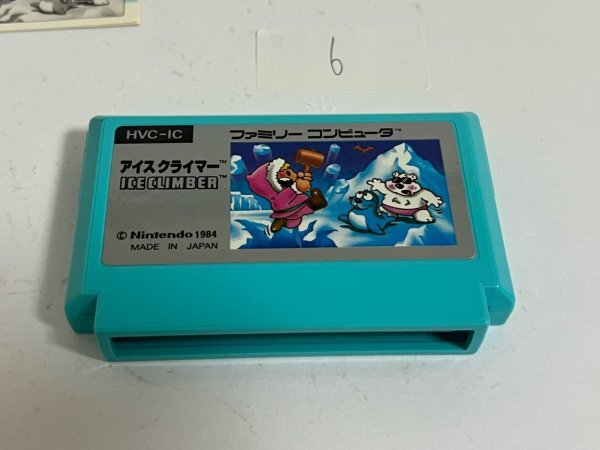 6
HVC-IC
ファミリー コンピュータ™
アイスクライマー™
ICE CLIMBER™
© Nintendo 1984
MADE IN JAPAN